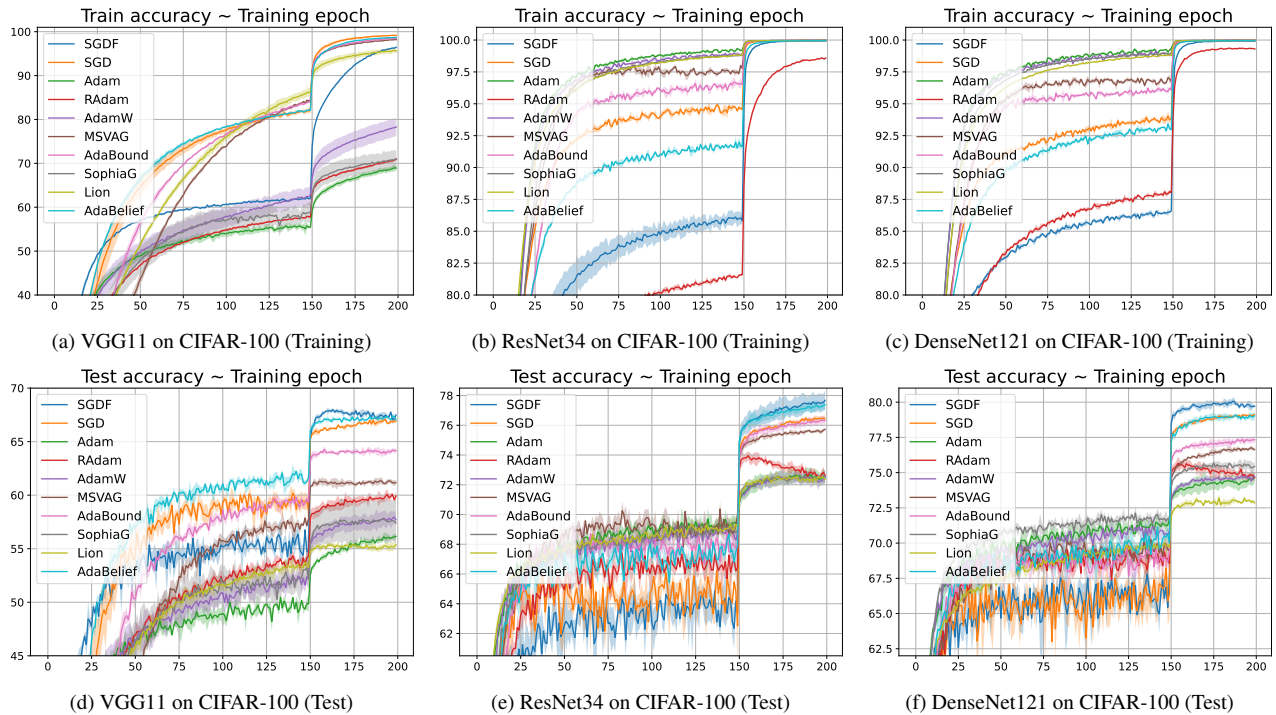 Train accuracy ~ Training epoch
100
90
80
70
60
50
40
SGDF
SGD
Adam
RAdam
AdamW
MSVAG
AdaBound
SophiaG
Lion
AdaBelief
0 25 50 75 100 125 150 175 200
(a) VGG11 on CIFAR-100 (Training)
Train accuracy ~ Training epoch
100.0
97.5
95.0
92.5
90.0
87.5
85.0
82.5
80.0
SGDF
SGD
Adam
RAdam
AdamW
MSVAG
AdaBound
SophiaG
Lion
AdaBelief
0 25 50 75 100 125 150 175 200
(b) ResNet34 on CIFAR-100 (Training)
Train accuracy ~ Training epoch
100.0
97.5
95.0
92.5
90.0
87.5
85.0
82.5
80.0
SGDF
SGD
Adam
RAdam
AdamW
MSVAG
AdaBound
SophiaG
Lion
AdaBelief
0 25 50 75 100 125 150 175 200
(c) DenseNet121 on CIFAR-100 (Training)
Test accuracy ~ Training epoch
70
65
60
55
50
45
SGDF
SGD
Adam
RAdam
AdamW
MSVAG
AdaBound
SophiaG
Lion
AdaBelief
0 25 50 75 100 125 150 175 200
(d) VGG11 on CIFAR-100 (Test)
Test accuracy ~ Training epoch
78
76
74
72
70
68
66
64
62
SGDF
SGD
Adam
RAdam
AdamW
MSVAG
AdaBound
SophiaG
Lion
AdaBelief
0 25 50 75 100 125 150 175 200
(e) ResNet34 on CIFAR-100 (Test)
Test accuracy ~ Training epoch
80.0
77.5
75.0
72.5
70.0
67.5
65.0
62.5
SGDF
SGD
Adam
RAdam
AdamW
MSVAG
AdaBound
SophiaG
Lion
AdaBelief
0 25 50 75 100 125 150 175 200
(f) DenseNet121 on CIFAR-100 (Test)